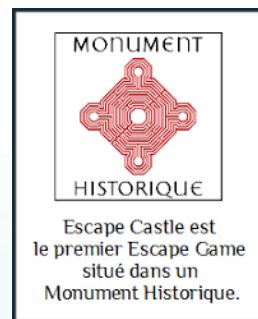 MONUMENT
HISTORIQUE
Escape Castle est
le premier Escape Game
situé dans un
Monument Historique.